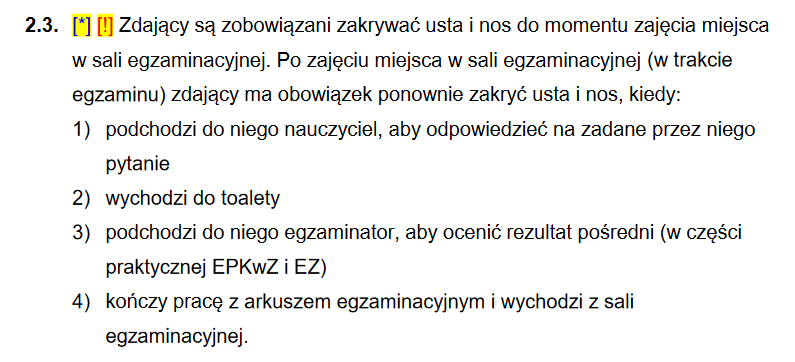 2.3. [*] [!] Zdający są zobowiązani zakrywać usta i nos do momentu zajęcia miejsca
w sali egzaminacyjnej. Po zajęciu miejsca w sali egzaminacyjnej (w trakcie
egzaminu) zdający ma obowiązek ponownie zakryć usta i nos, kiedy:
1) podchodzi do niego nauczyciel, aby odpowiedzieć na zadane przez niego
pytanie
2) wychodzi do toalety
3) podchodzi do niego egzaminator, aby ocenić rezultat pośredni (w części
praktycznej EPKwZ i EZ)
4) kończy pracę z arkuszem egzaminacyjnym i wychodzi z sali
egzaminacyjnej.